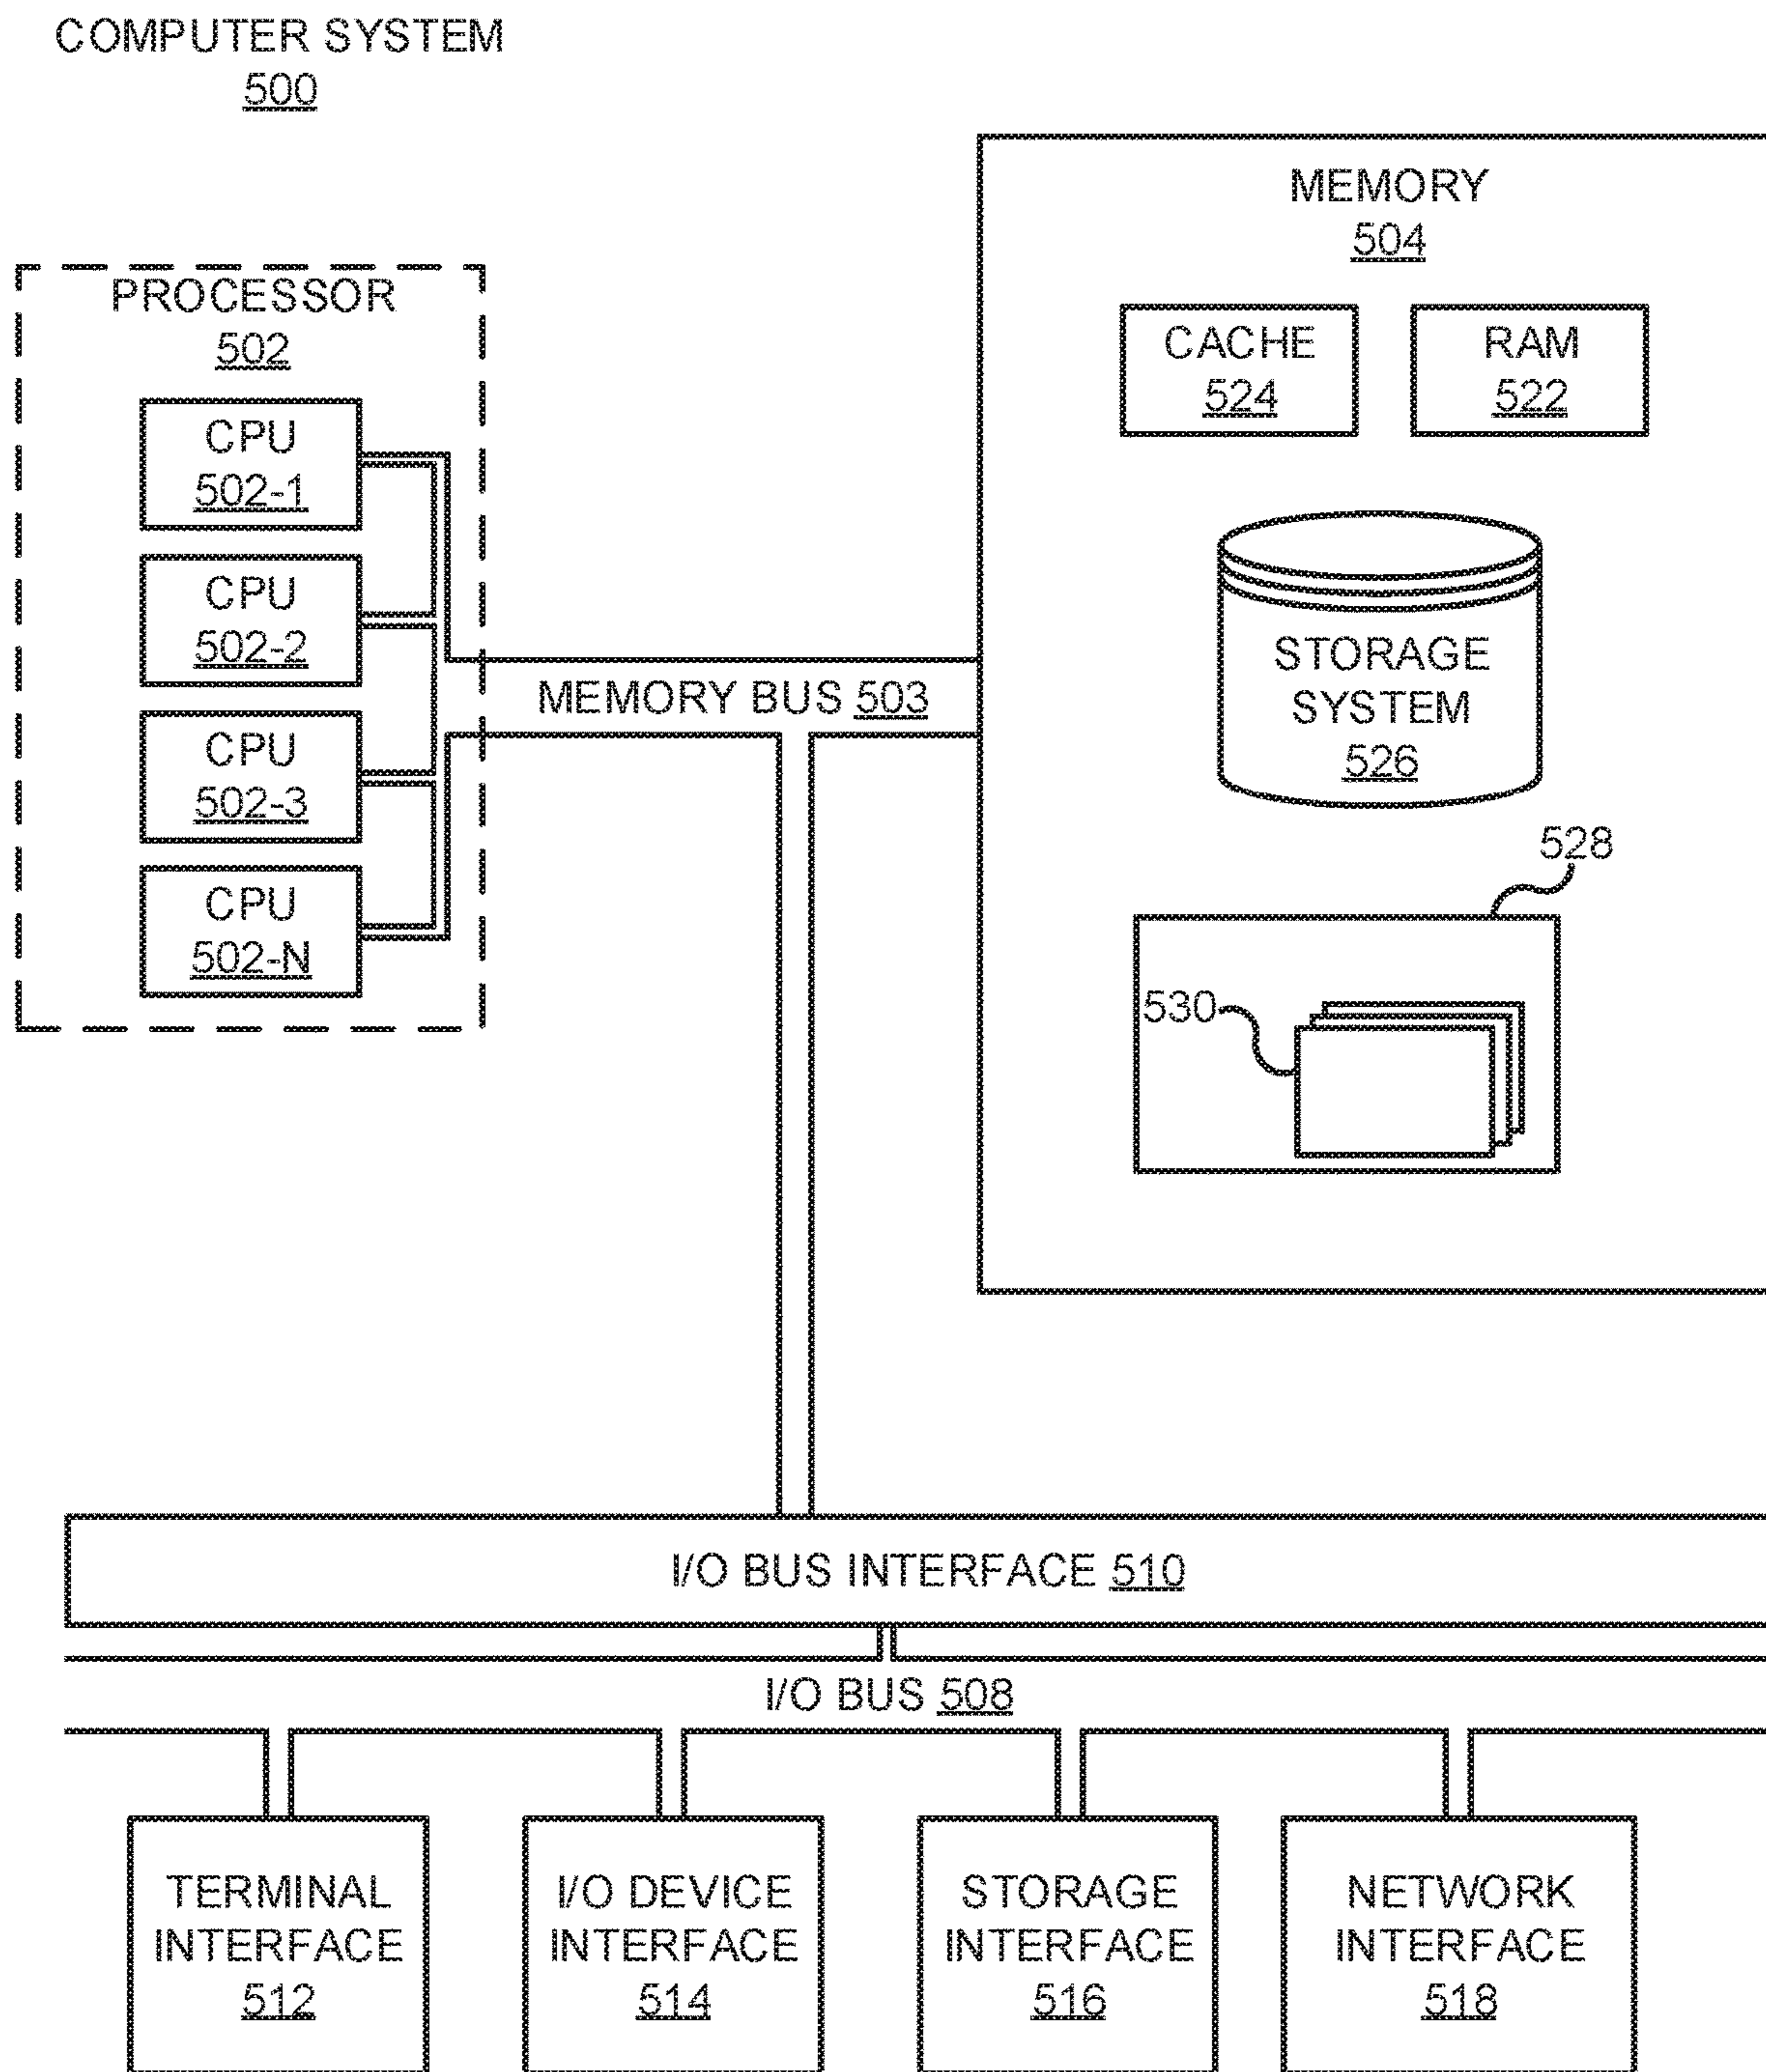 COMPUTER SYSTEM
500
MEMORY
504
PROCESSOR
502
CACHE
524
RAM
522
CPU
502-1
CPU
502-2
CPU
502-3
CPU
502-N
MEMORY BUS 503
STORAGE
SYSTEM
526
528
530
I/O BUS INTERFACE 510
I/O BUS 508
TERMINAL
INTERFACE
512
I/O DEVICE
INTERFACE
514
STORAGE
INTERFACE
516
NETWORK
INTERFACE
518